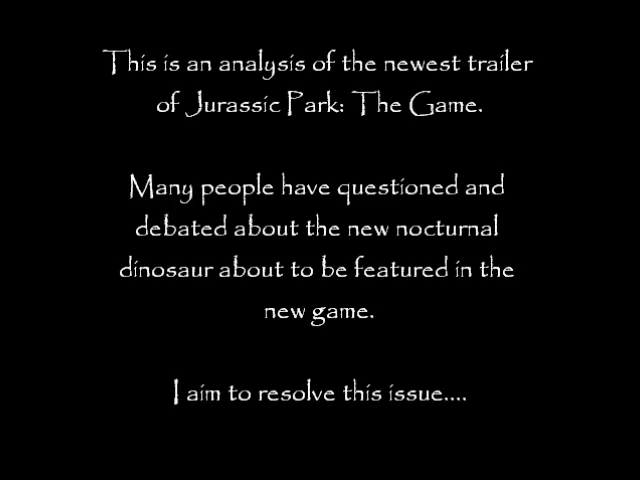 This is an analysis of the newest trailer
of Jurassic Park: The Game.
Many people have questioned and
debated about the new nocturnal
dinosaur about to be featured in the
new game.
I aim to resolve this issue....